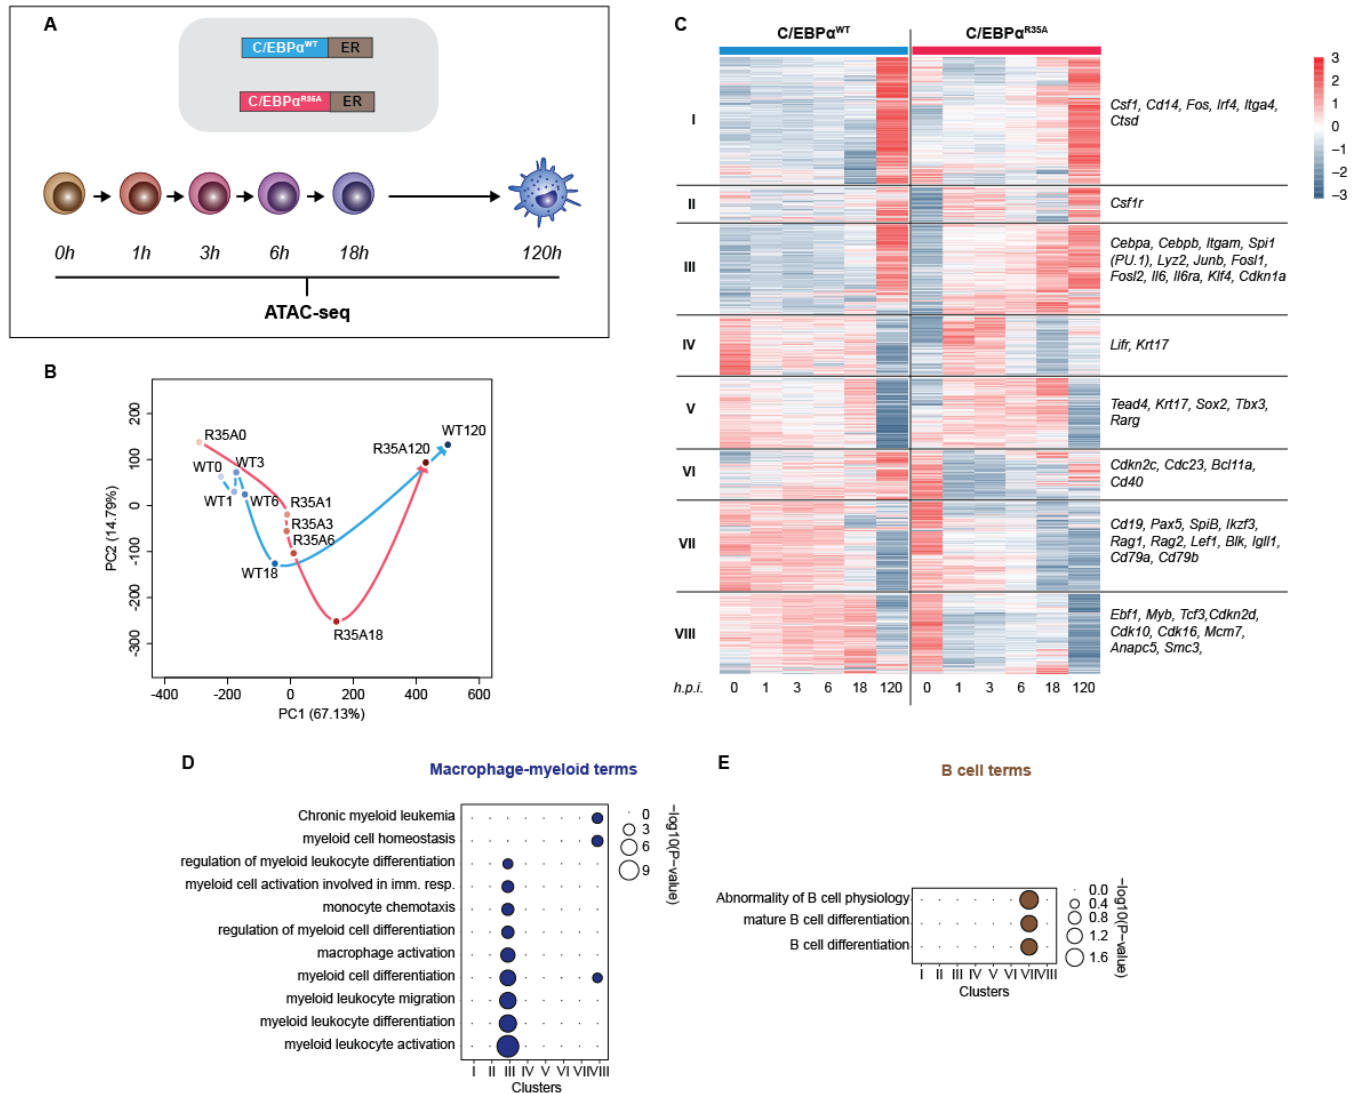 A
C/EBPαWT ER
C/EBPαR35A ER
0h 1h 3h 6h 18h 120h
ATAC-seq
B
PC2 (14.79%)
200
100
0
-100
-200
-300
R35A0
WT0
WT3
WT1
WT6
R35A1
R35A3
R35A6
WT18
R35A18
R35A120
WT120
-400 -200 0 200 400 600
PC1 (67.13%)
C
C/EBPαWT C/EBPαR35A
I
Csf1, Cd14, Fos, Irf4, Itga4,
Ctsd
II
Csf1r
III
Cebpa, Cebpb, Itgam, Spi1
(PU.1), Lyz2, Junb, Fosl1,
Fosl2, Il6, Il6ra, Klf4, Cdkn1a
IV
Lifr, Krt17
V
Tead4, Krt17, Sox2, Tbx3,
Rarg
VI
Cdkn2c, Cdc23, Bcl11a,
Cd40
VII
Cd19, Pax5, SpiB, Ikzf3,
Rag1, Rag2, Lef1, Blk, Igll1,
Cd79a, Cd79b
VIII
Ebf1, Myb, Tcf3,Cdkn2d,
Cdk10, Cdk16, Mcm7,
Anapc5, Smc3,
h.p.i. 0 1 3 6 18 120 0 1 3 6 18 120
3
2
1
0
−1
−2
−3
D
Macrophage-myeloid terms
Chronic myeloid leukemia
myeloid cell homeostasis
regulation of myeloid leukocyte differentiation
myeloid cell activation involved in imm. resp.
monocyte chemotaxis
regulation of myeloid cell differentiation
macrophage activation
myeloid cell differentiation
myeloid leukocyte migration
myeloid leukocyte differentiation
myeloid leukocyte activation
I II III IV V VI VII VIII
Clusters
0
3
6
9
−log10(P−value)
E
B cell terms
Abnormality of B cell physiology
mature B cell differentiation
B cell differentiation
I II III IV V VI VII VIII
Clusters
0.0
0.4
0.8
1.2
1.6
−log10(P−value)